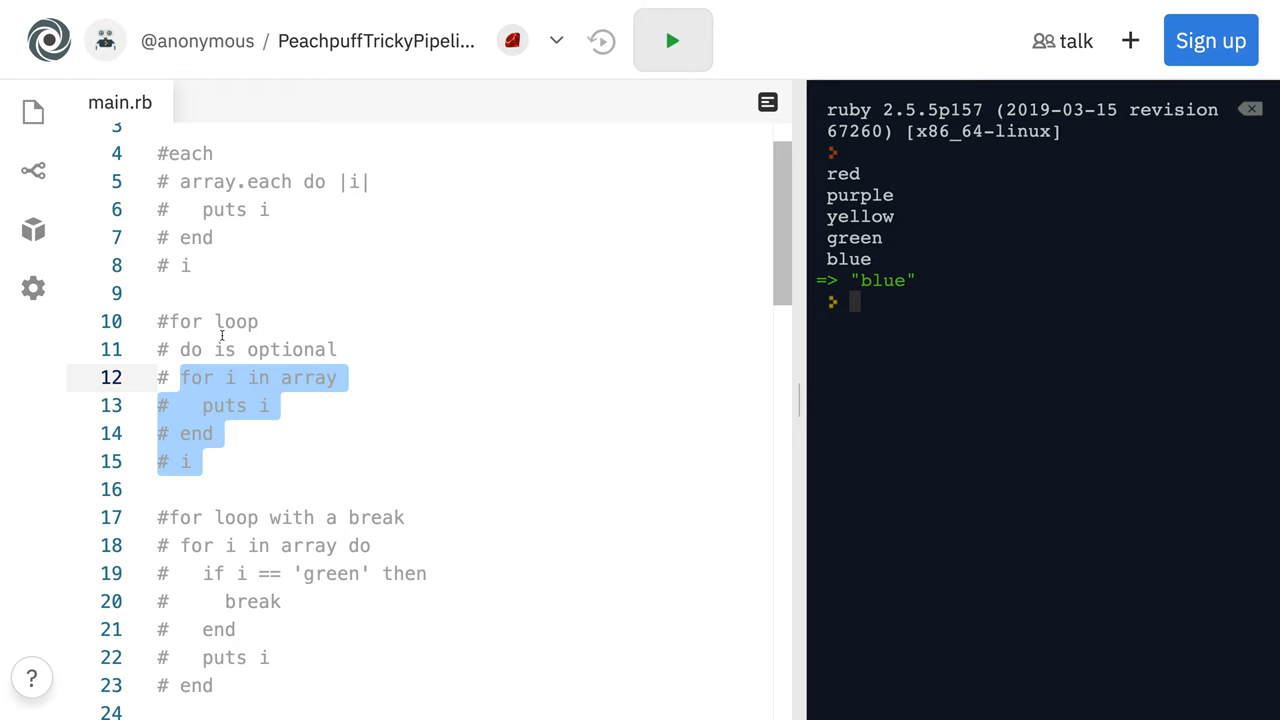 @anonymous / PeachpuffTrickyPipeli...
talk
+
Sign up
main.rb
3
4 #each
5 # array.each do |i|
6 #   puts i
7 # end
8 # i
9
10 #for loop
11 # do is optional
12 # for i in array
13 #   puts i
14 # end
15 # i
16
17 #for loop with a break
18 # for i in array do
19 #   if i == 'green' then
20 #     break
21 #   end
22 #   puts i
23 # end
24
?
ruby 2.5.5p157 (2019-03-15 revision
67260) [x86_64-linux]
red
purple
yellow
green
blue
=> "blue"